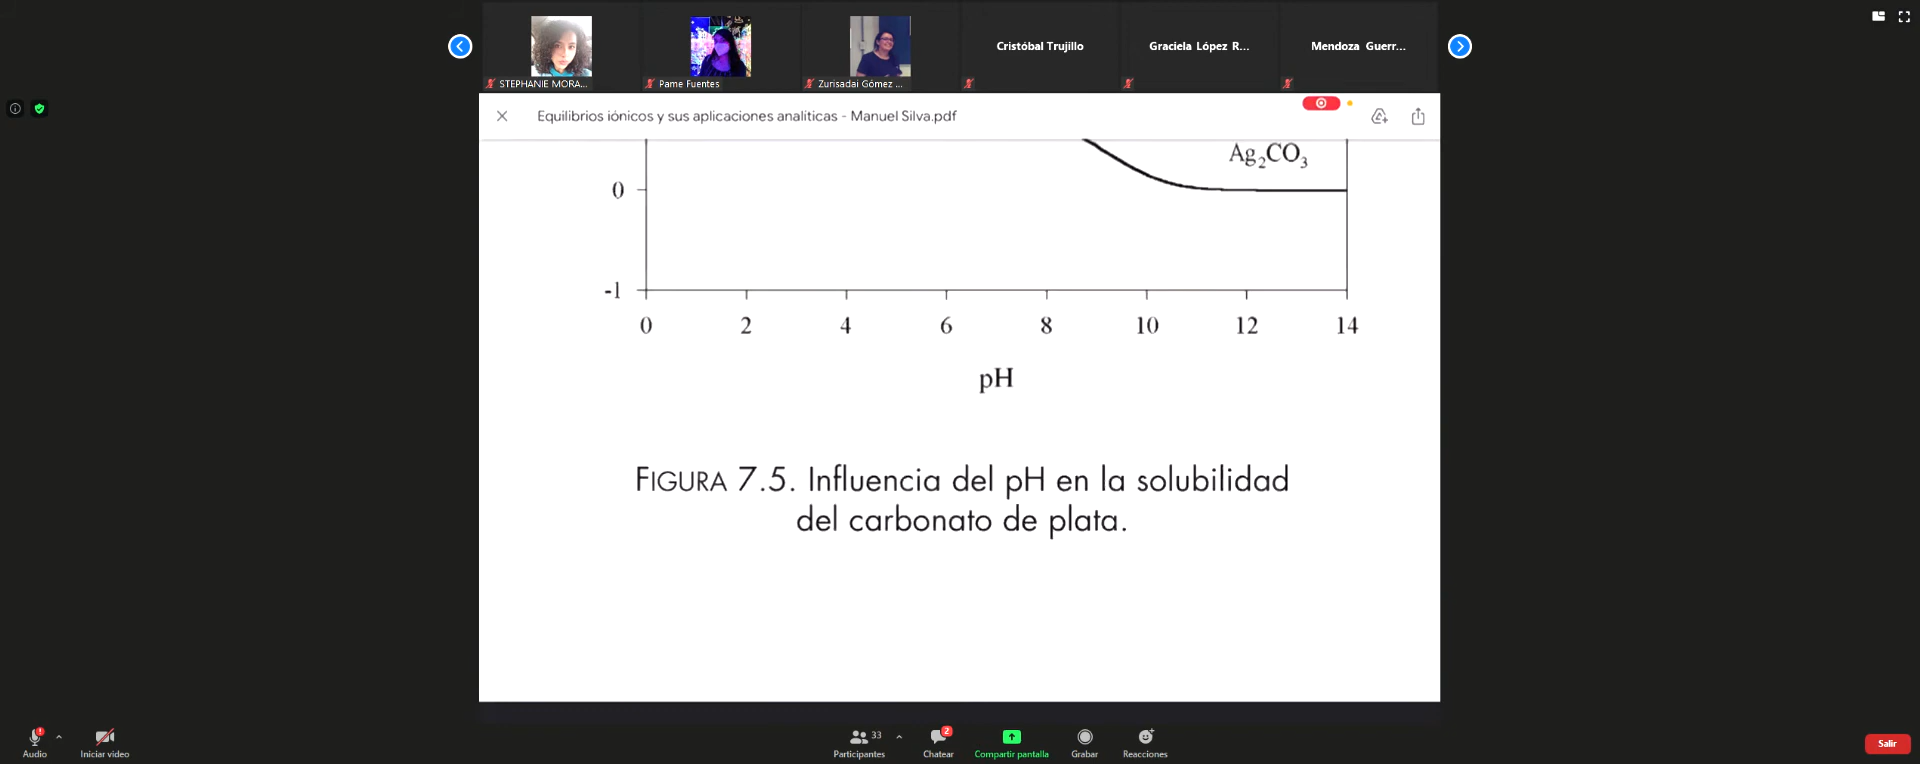 Cristóbal Trujillo
Graciela López R...
Mendoza Guerr...
STEPHANIE MORA...
Pame Fuentes
Zurisadai Gómez ...
Equilibrios iónicos y sus aplicaciones analíticas - Manuel Silva.pdf
Ag₂CO₃
0
-1
0 2 4 6 8 10 12 14
pH
FIGURA 7.5. Influencia del pH en la solubilidad
del carbonato de plata.
33
2
Audio
Iniciar video
Participantes
Chatear
Compartir pantalla
Grabar
Reacciones
Salir